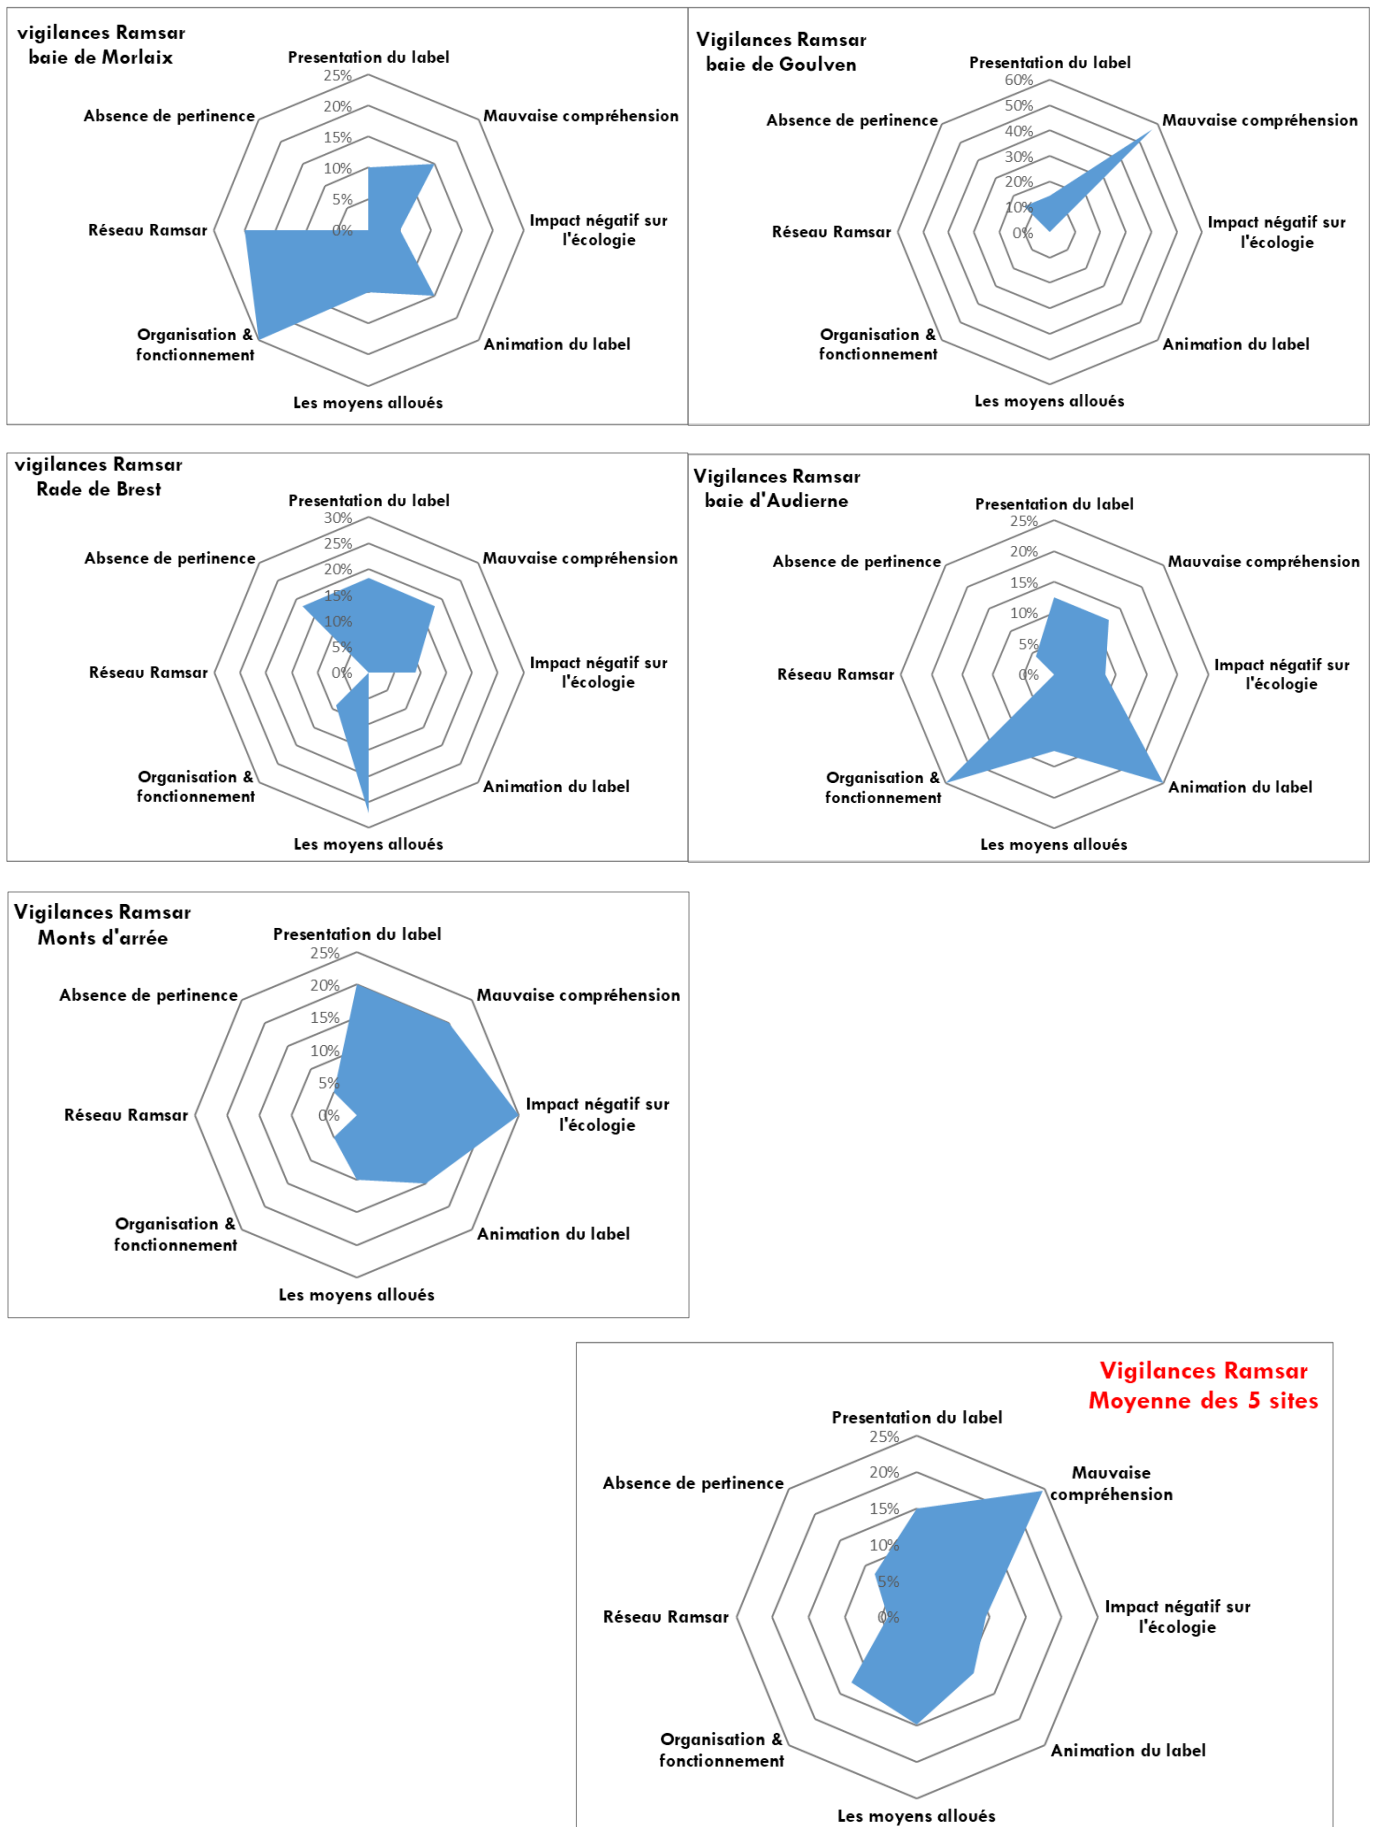 vigilances Ramsar
baie de Morlaix
Presentation du label
25%
Absence de pertinence
20%
Mauvaise compréhension
15%
10%
5%
Réseau Ramsar
0%
Impact négatif sur
l'écologie
Organisation &
fonctionnement
Animation du label
Les moyens alloués
Vigilances Ramsar
baie de Goulven
Presentation du label
60%
50%
Absence de pertinence
Mauvaise compréhension
40%
30%
20%
10%
Réseau Ramsar
0%
Impact négatif sur
l'écologie
Organisation &
fonctionnement
Animation du label
Les moyens alloués
vigilances Ramsar
Rade de Brest
Presentation du label
30%
25%
Absence de pertinence
Mauvaise compréhension
20%
15%
10%
5%
Réseau Ramsar
0%
Impact négatif sur
l'écologie
Organisation &
fonctionnement
Animation du label
Les moyens alloués
Vigilances Ramsar
baie d'Audierne
Presentation du label
25%
20%
Absence de pertinence
Mauvaise compréhension
15%
10%
5%
Réseau Ramsar
0%
Impact négatif sur
l'écologie
Organisation &
fonctionnement
Animation du label
Les moyens alloués
Vigilances Ramsar
Monts d'arrée
Presentation du label
25%
20%
Absence de pertinence
Mauvaise compréhension
15%
10%
5%
Réseau Ramsar
0%
Impact négatif sur
l'écologie
Organisation &
fonctionnement
Animation du label
Les moyens alloués
Vigilances Ramsar
Moyenne des 5 sites
Presentation du label
25%
20%
Absence de pertinence
Mauvaise
compréhension
15%
10%
5%
Réseau Ramsar
0%
Impact négatif sur
l'écologie
Organisation &
fonctionnement
Animation du label
Les moyens alloués